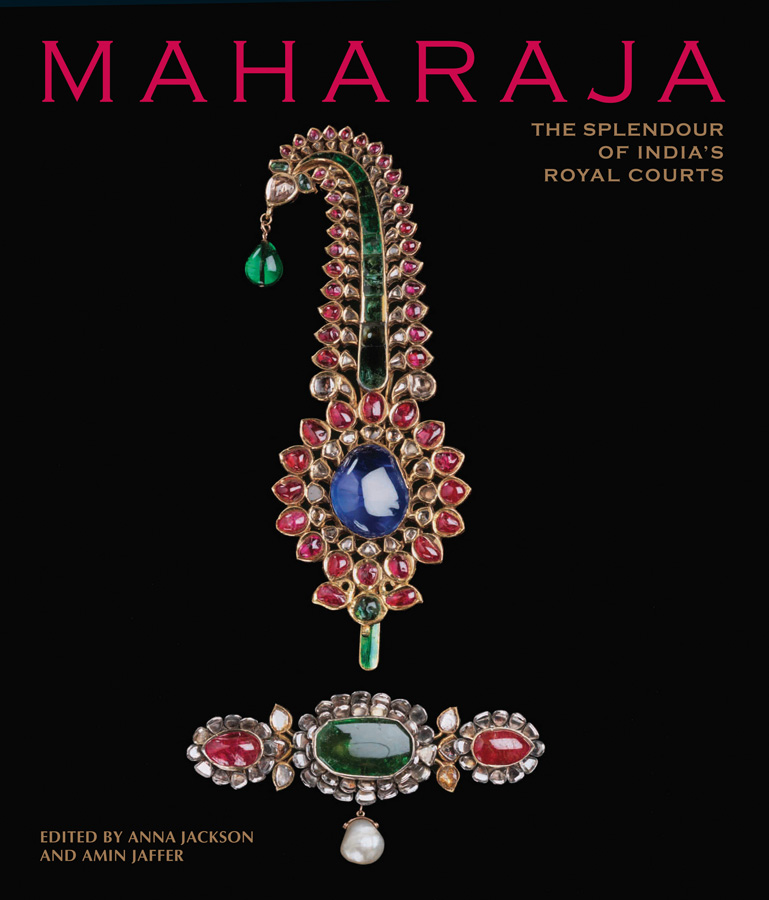 MAHARAJA
THE SPLENDOUR
OF INDIA'S
ROYAL COURTS
EDITED BY ANNA JACKSON
AND AMIN JAFFER